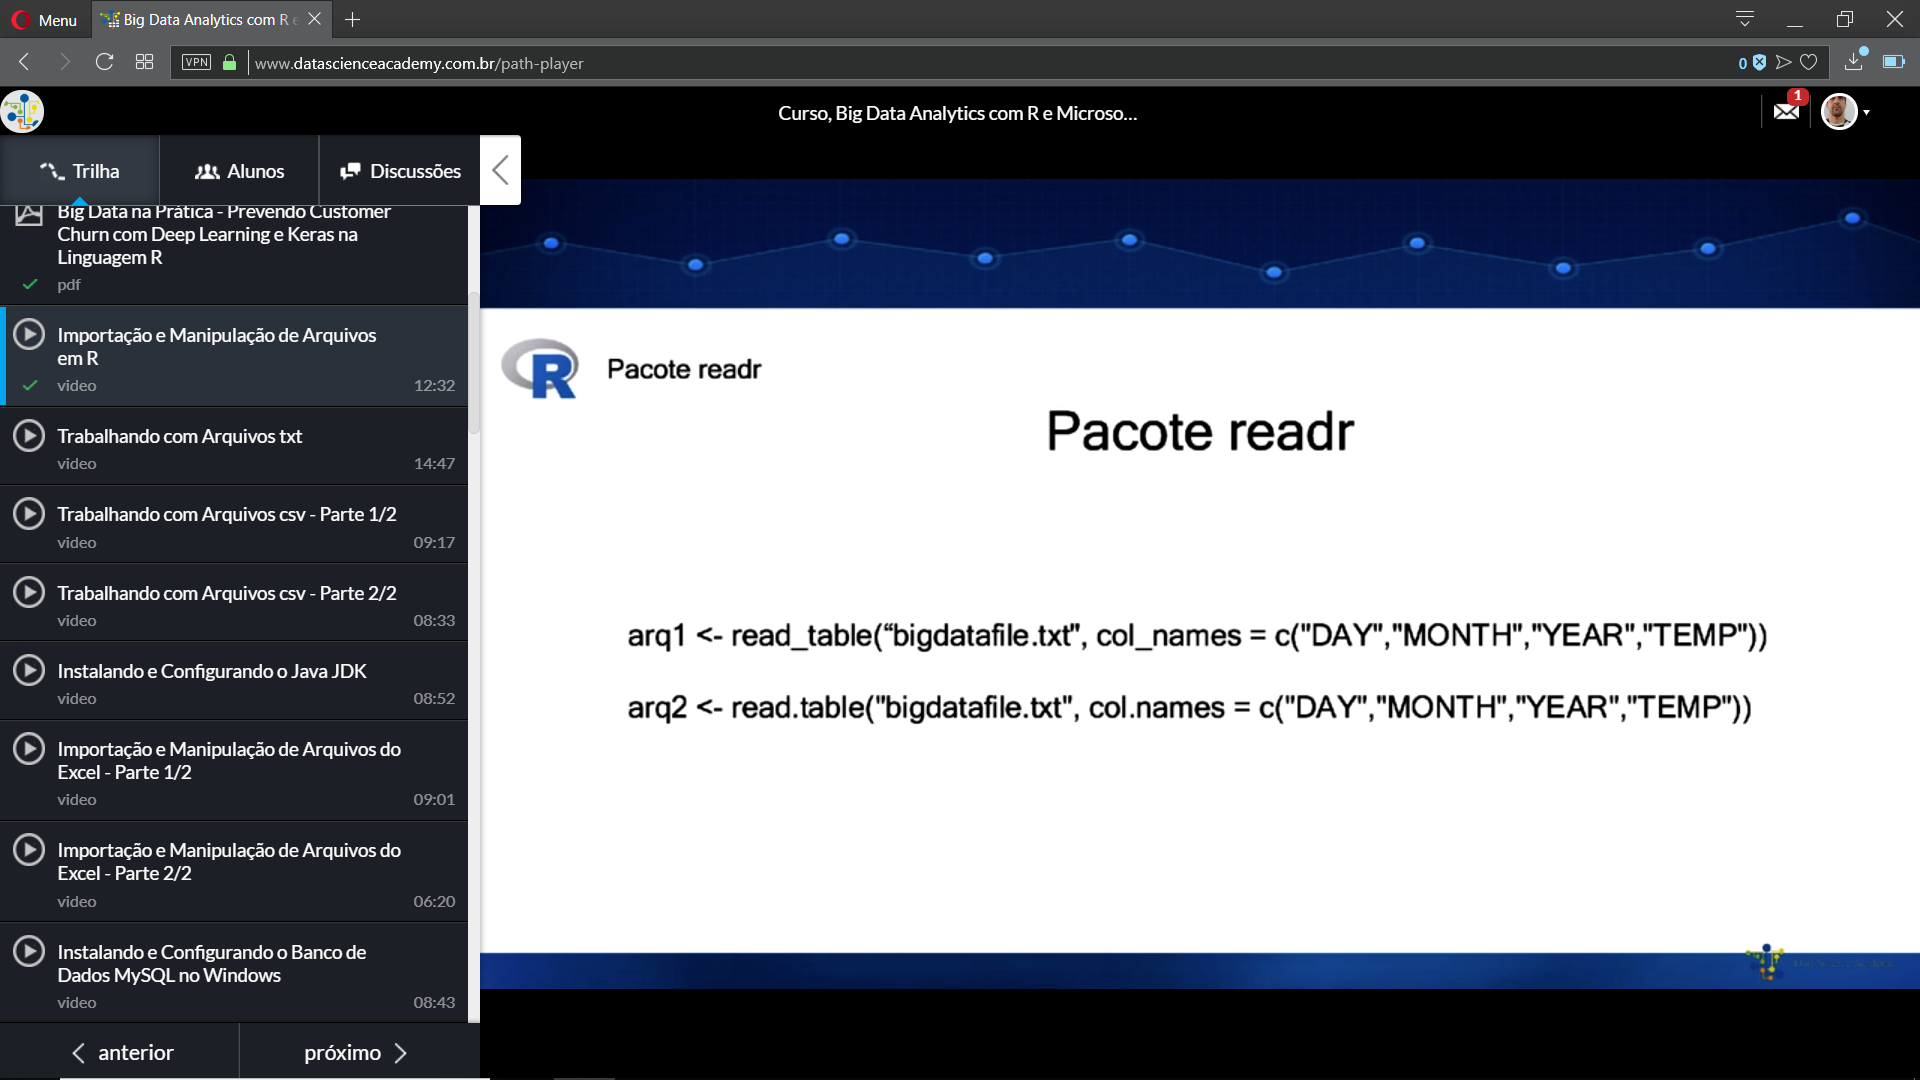 Menu
Big Data Analytics com R e
VPN
www.datascienceacademy.com.br/path-player
0
Curso, Big Data Analytics com R e Microso...
1
Trilha
Alunos
Discussões
Big Data na Prática - Prevendo Customer
Churn com Deep Learning e Keras na
Linguagem R
pdf
Importação e Manipulação de Arquivos
em R
video
12:32
Trabalhando com Arquivos txt
video
14:47
Trabalhando com Arquivos csv - Parte 1/2
video
09:17
Trabalhando com Arquivos csv - Parte 2/2
video
08:33
Instalando e Configurando o Java JDK
video
08:52
Importação e Manipulação de Arquivos do
Excel - Parte 1/2
video
09:01
Importação e Manipulação de Arquivos do
Excel - Parte 2/2
video
06:20
Instalando e Configurando o Banco de
Dados MySQL no Windows
video
08:43
anterior
próximo
R
Pacote readr
Pacote readr
arq1 <- read_table(“bigdatafile.txt", col_names = c("DAY","MONTH","YEAR","TEMP"))
arq2 <- read.table("bigdatafile.txt", col.names = c("DAY","MONTH","YEAR","TEMP"))